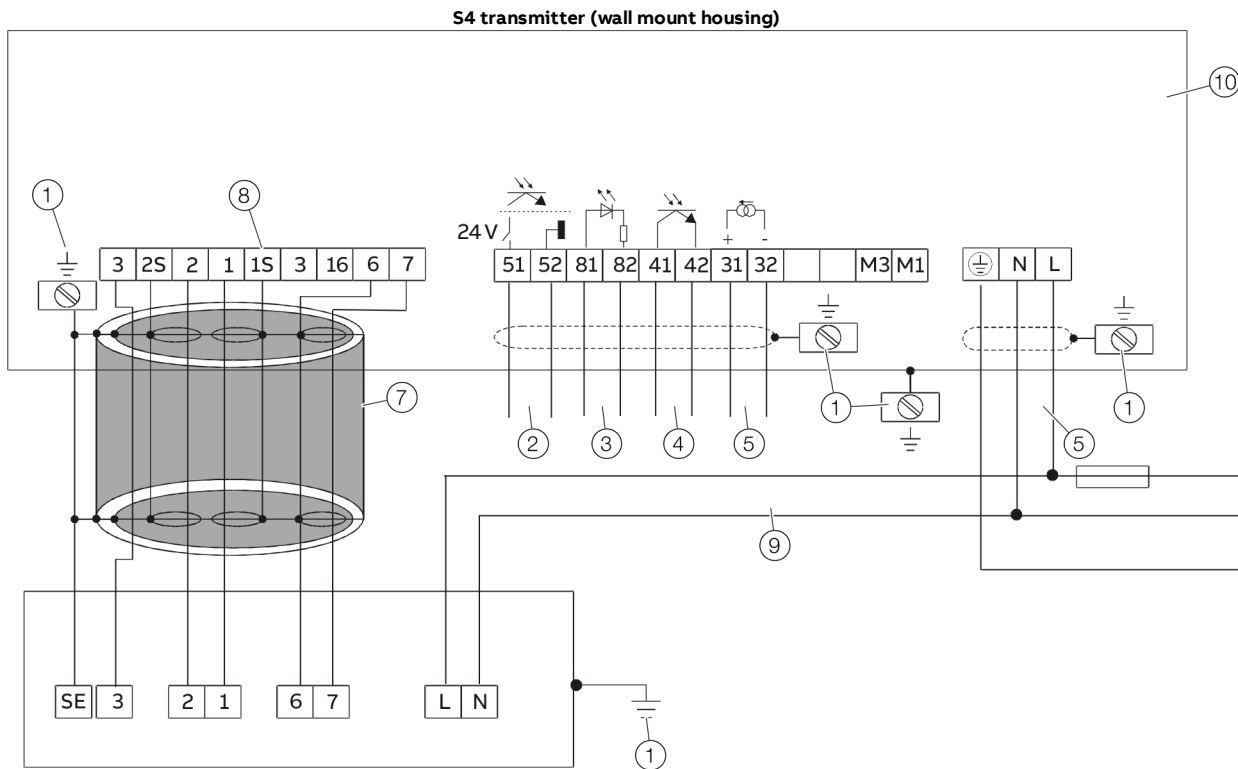 S4 transmitter (wall mount housing)
10
1 8
24 V
+ -
3 2S 2 1 1S 3 16 6 7
51 52 81 82 41 42 31 32 M3 M1
N L
7
1 1
2 3 4 5 5
9
SE 3 2 1 6 7 L N
1